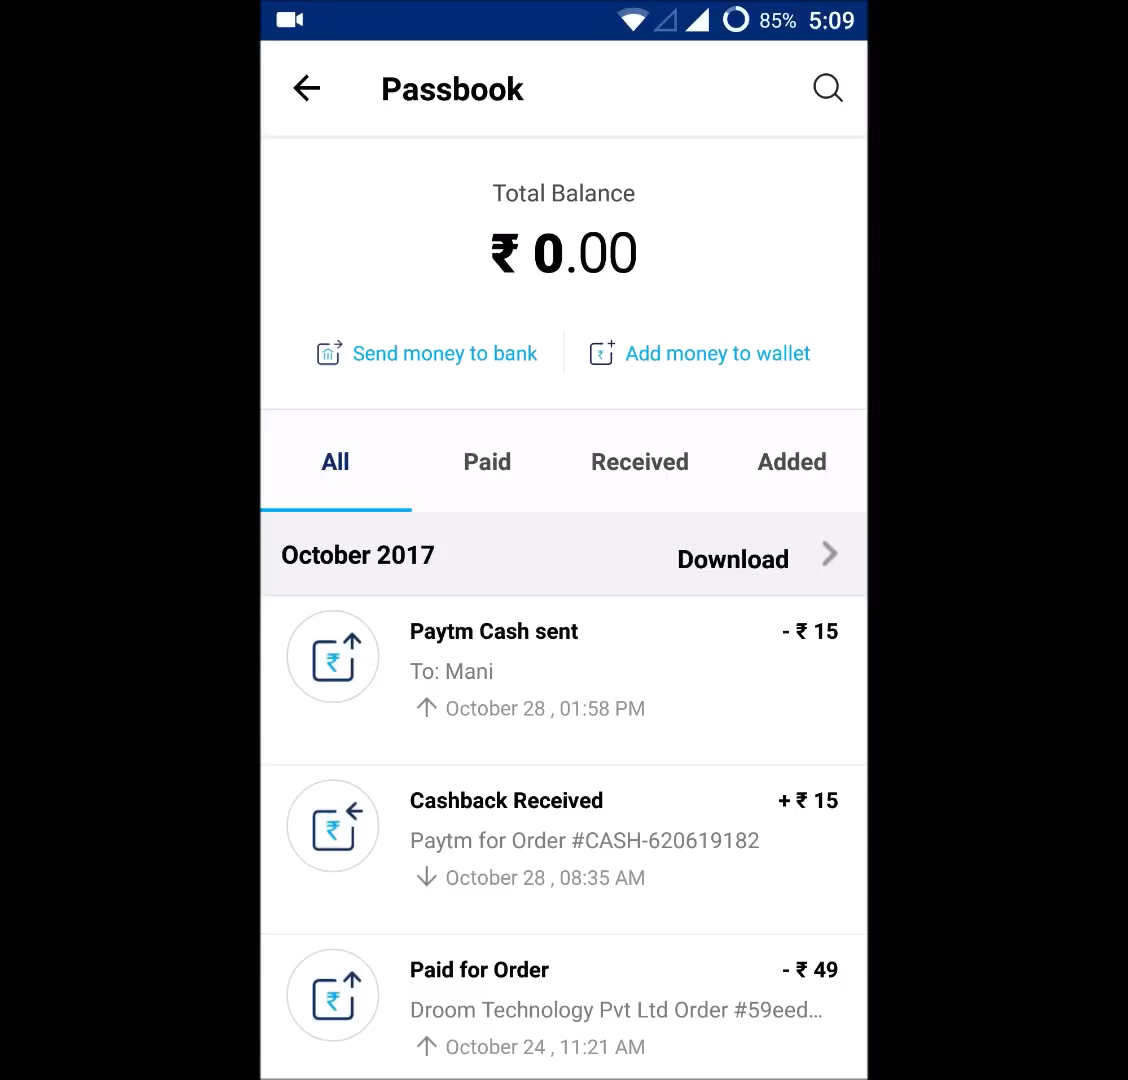 85% 5:09
Passbook
Total Balance
₹ 0.00
Send money to bank Add money to wallet
All Paid Received Added
October 2017 Download
Paytm Cash sent - ₹ 15
To: Mani
October 28 , 01:58 PM
Cashback Received + ₹ 15
Paytm for Order #CASH-620619182
October 28 , 08:35 AM
Paid for Order - ₹ 49
Droom Technology Pvt Ltd Order #59eed...
October 24 , 11:21 AM